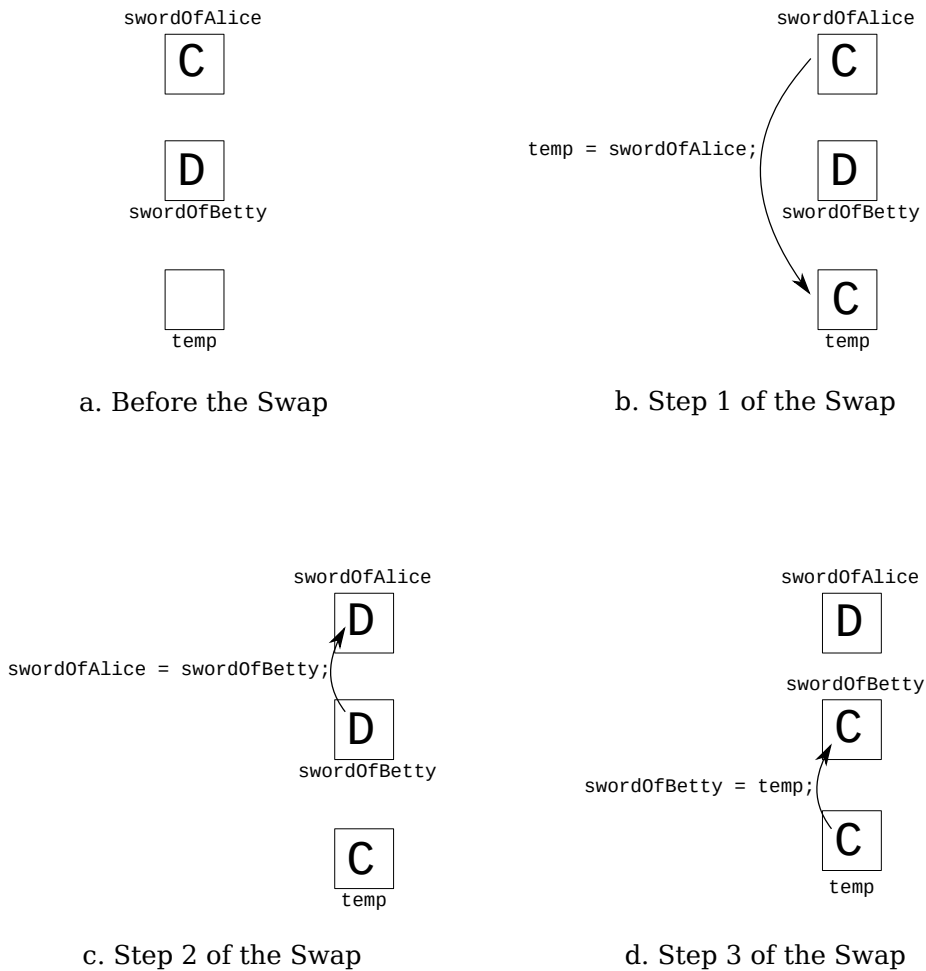 swordOfAlice
C
D
swordOfBetty
temp
a. Before the Swap
swordOfAlice
C
temp = swordOfAlice;
D
swordOfBetty
C
temp
b. Step 1 of the Swap
swordOfAlice
D
swordOfAlice = swordOfBetty;
D
swordOfBetty
C
temp
c. Step 2 of the Swap
swordOfAlice
D
swordOfBetty
C
swordOfBetty = temp;
C
temp
d. Step 3 of the Swap